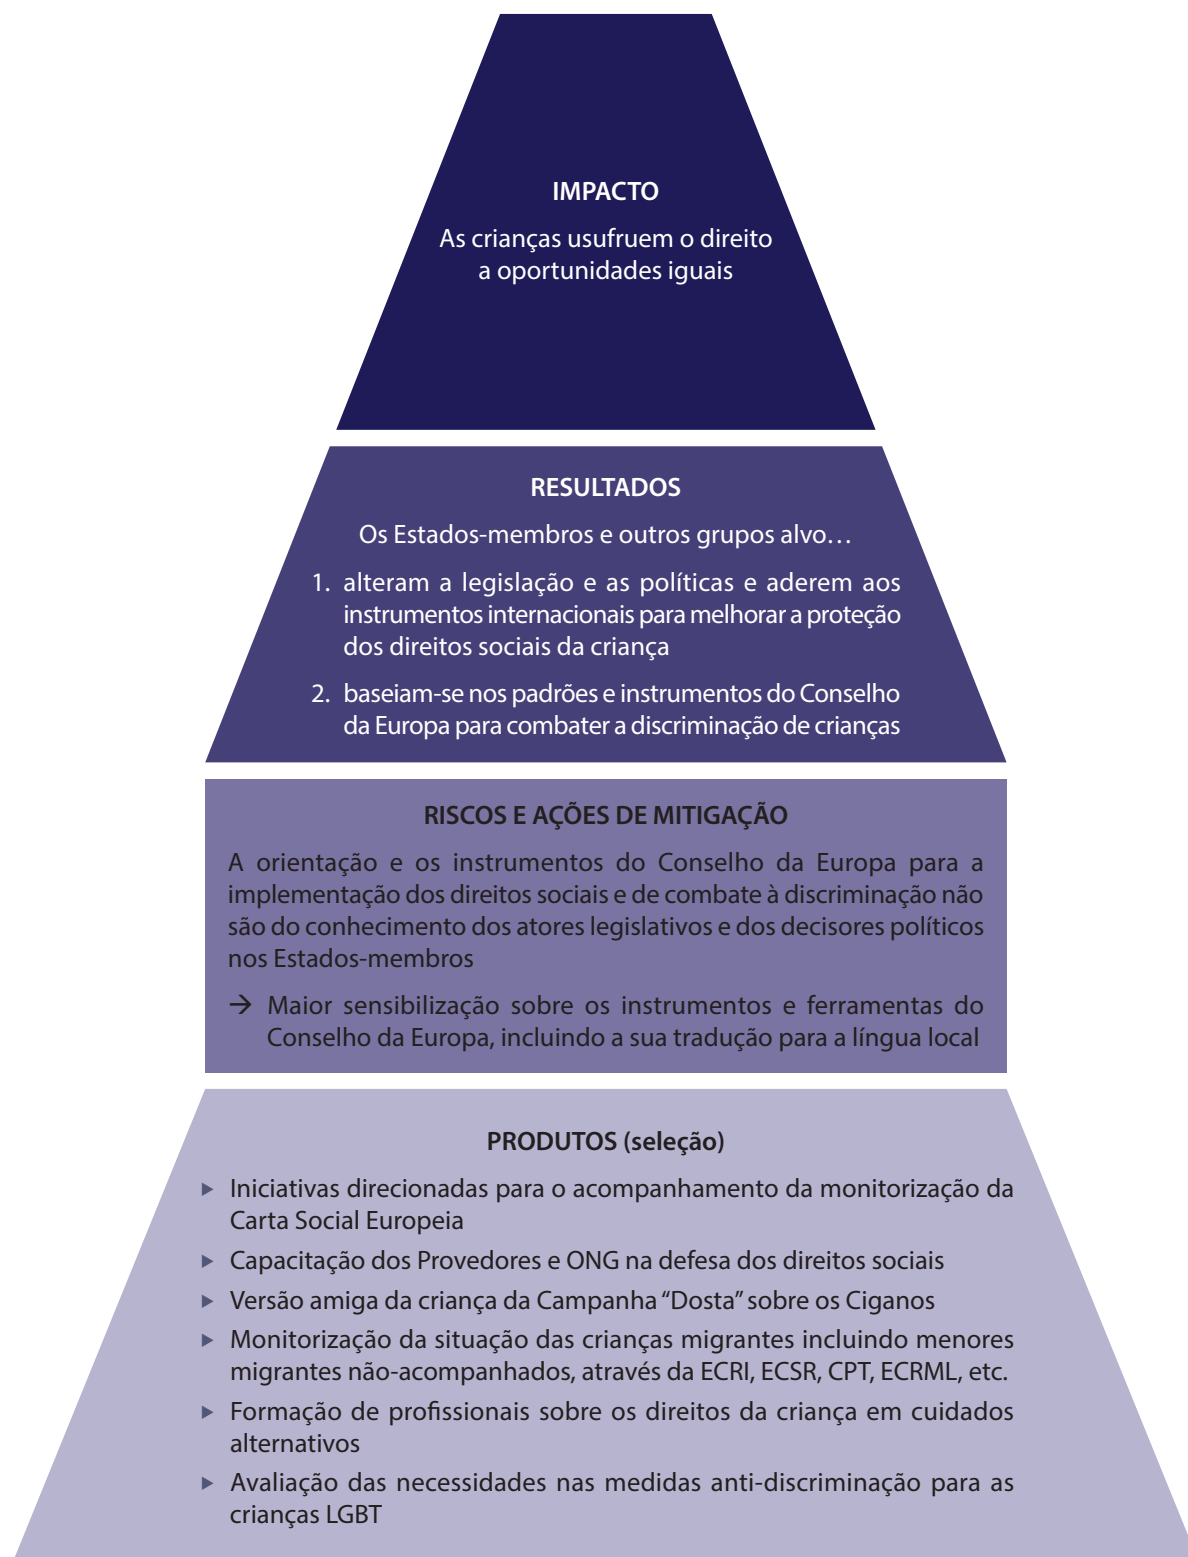 IMPACTO
As crianças usufruem o direito
a oportunidades iguais
RESULTADOS
Os Estados-membros e outros grupos alvo…
1. alteram a legislação e as políticas e aderem aos
instrumentos internacionais para melhorar a proteção
dos direitos sociais da criança
2. baseiam-se nos padrões e instrumentos do Conselho
da Europa para combater a discriminação de crianças
RISCOS E AÇÕES DE MITIGAÇÃO
A orientação e os instrumentos do Conselho da Europa para a
implementação dos direitos sociais e de combate à discriminação não
são do conhecimento dos atores legislativos e dos decisores políticos
nos Estados-membros
→ Maior sensibilização sobre os instrumentos e ferramentas do
Conselho da Europa, incluindo a sua tradução para a língua local
PRODUTOS (seleção)
▶ Iniciativas direcionadas para o acompanhamento da monitorização da
Carta Social Europeia
▶ Capacitação dos Provedores e ONG na defesa dos direitos sociais
▶ Versão amiga da criança da Campanha “Dosta” sobre os Ciganos
▶ Monitorização da situação das crianças migrantes incluindo menores
migrantes não-acompanhados, através da ECRI, ECSR, CPT, ECRML, etc.
▶ Formação de profissionais sobre os direitos da criança em cuidados
alternativos
▶ Avaliação das necessidades nas medidas anti-discriminação para as
crianças LGBT